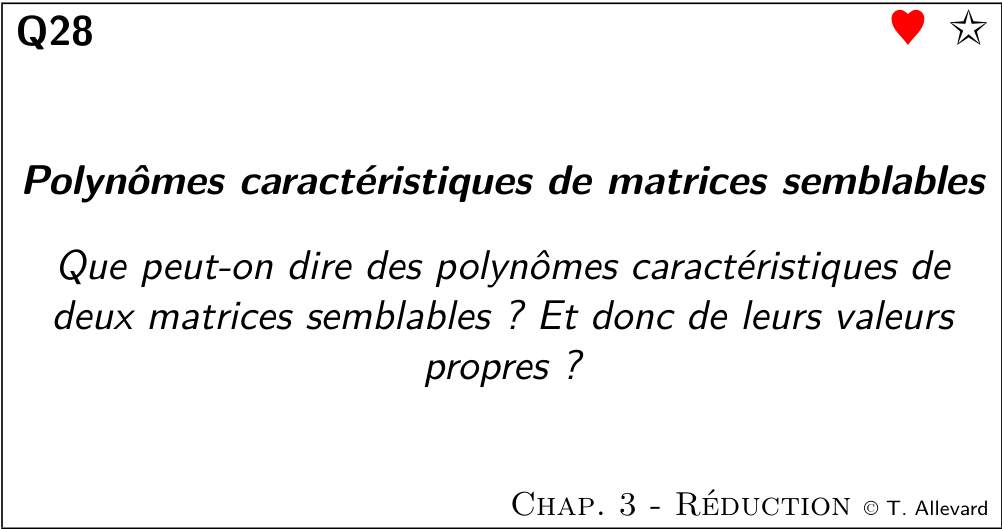 Q28
Polynômes caractéristiques de matrices semblables
Que peut-on dire des polynômes caractéristiques de
deux matrices semblables ? Et donc de leurs valeurs
propres ?
Chap. 3 - Réduction © T. Allevard